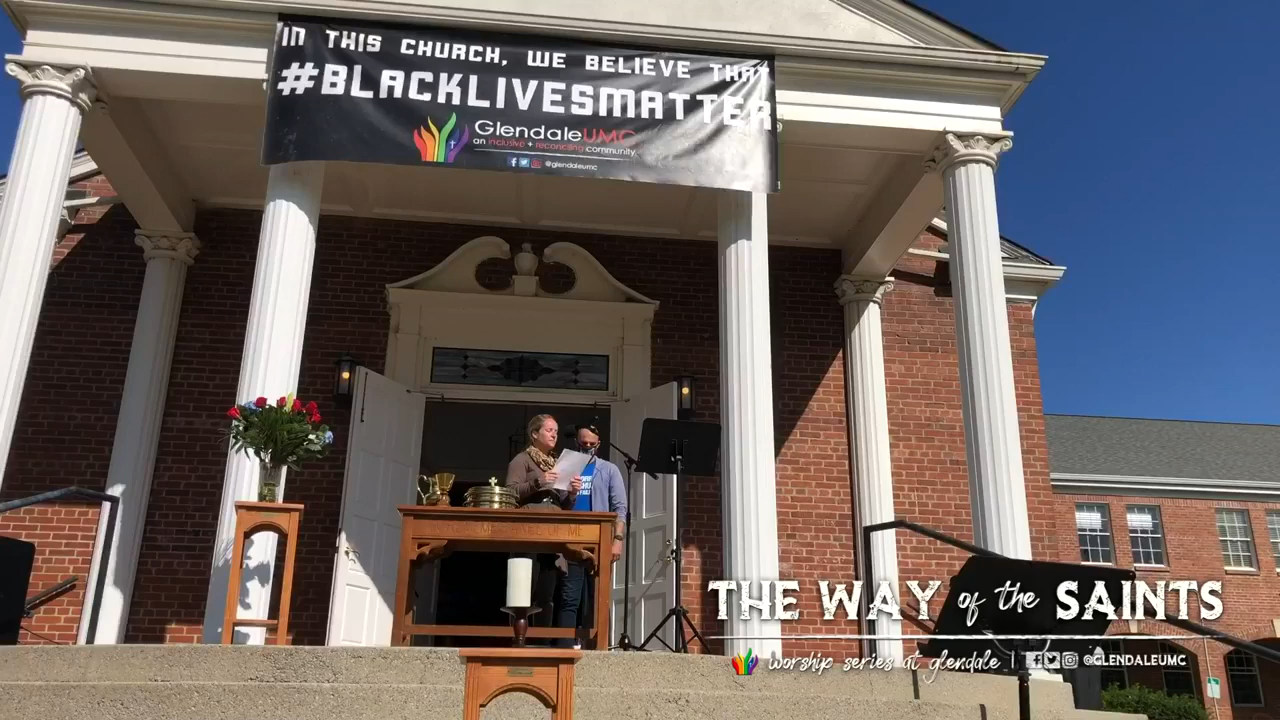 IN THIS CHURCH, WE BELIEVE THAT
#BLACKLIVESMATTER
GlendaleUMC
an inclusive + reconciling community
@glendaleumc
ME
THE WAY of the SAINTS
worship series at glendale | @GLENDALEUMC